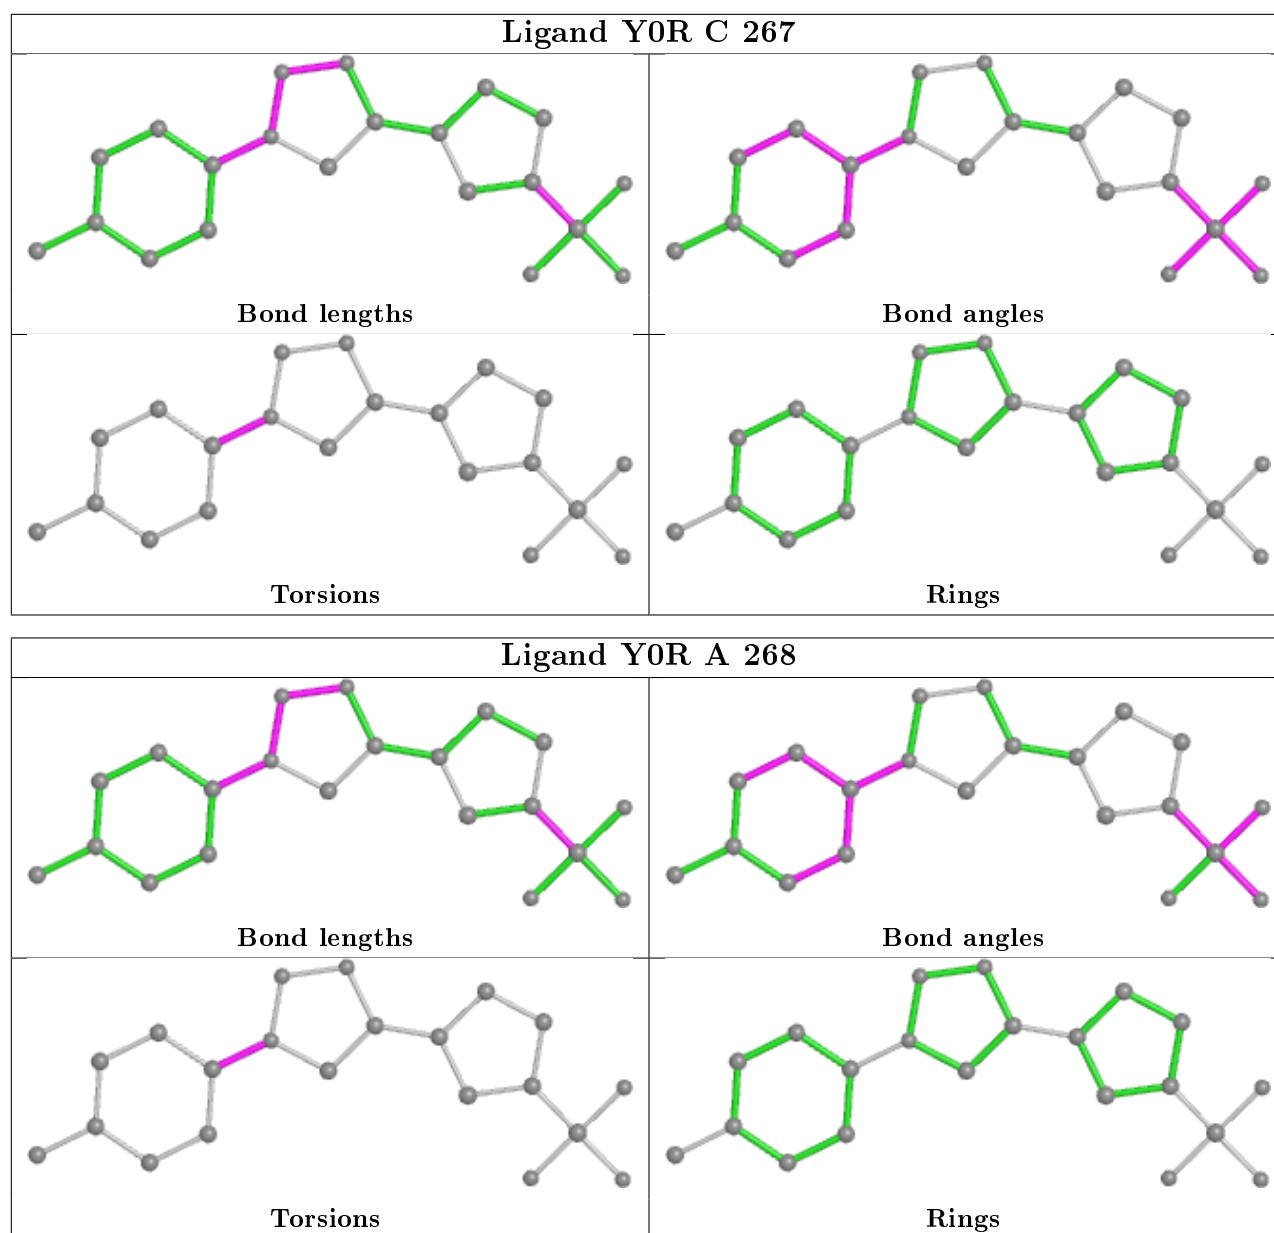 Ligand Y0R C 267
Bond lengths
Bond angles
Torsions
Rings
Ligand Y0R A 268
Bond lengths
Bond angles
Torsions
Rings